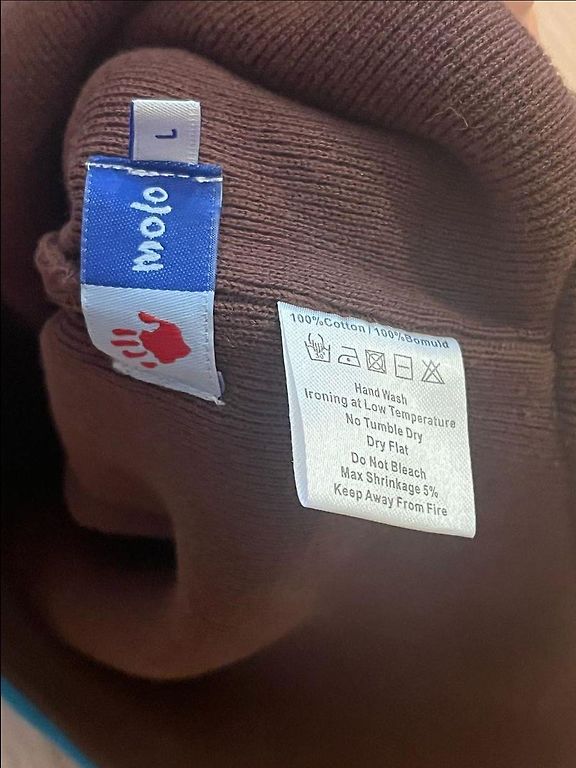 L
molo
100%Cotton | 100%Bomuld
30°
Hand Wash
Ironing at Low Temperature
No Tumble Dry
Dry Flat
Do Not Bleach
Max Shrinkage 5%
Keep Away From Fire